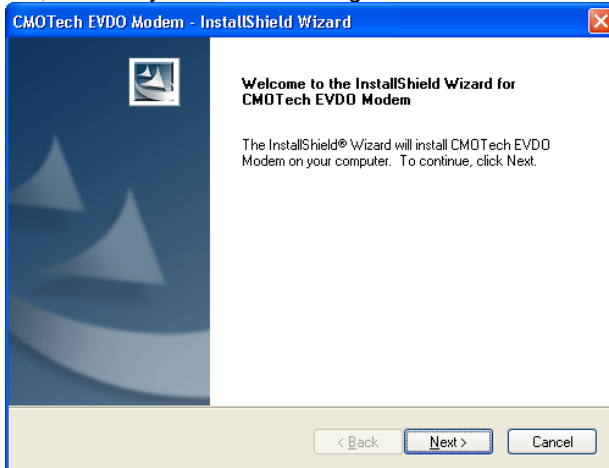 CMOTech EVDO Modem - InstallShield Wizard
Welcome to the InstallShield Wizard for
CMOTech EVDO Modem
The InstallShield® Wizard will install CMOTech EVDO
Modem on your computer. To continue, click Next.
< Back Next > Cancel